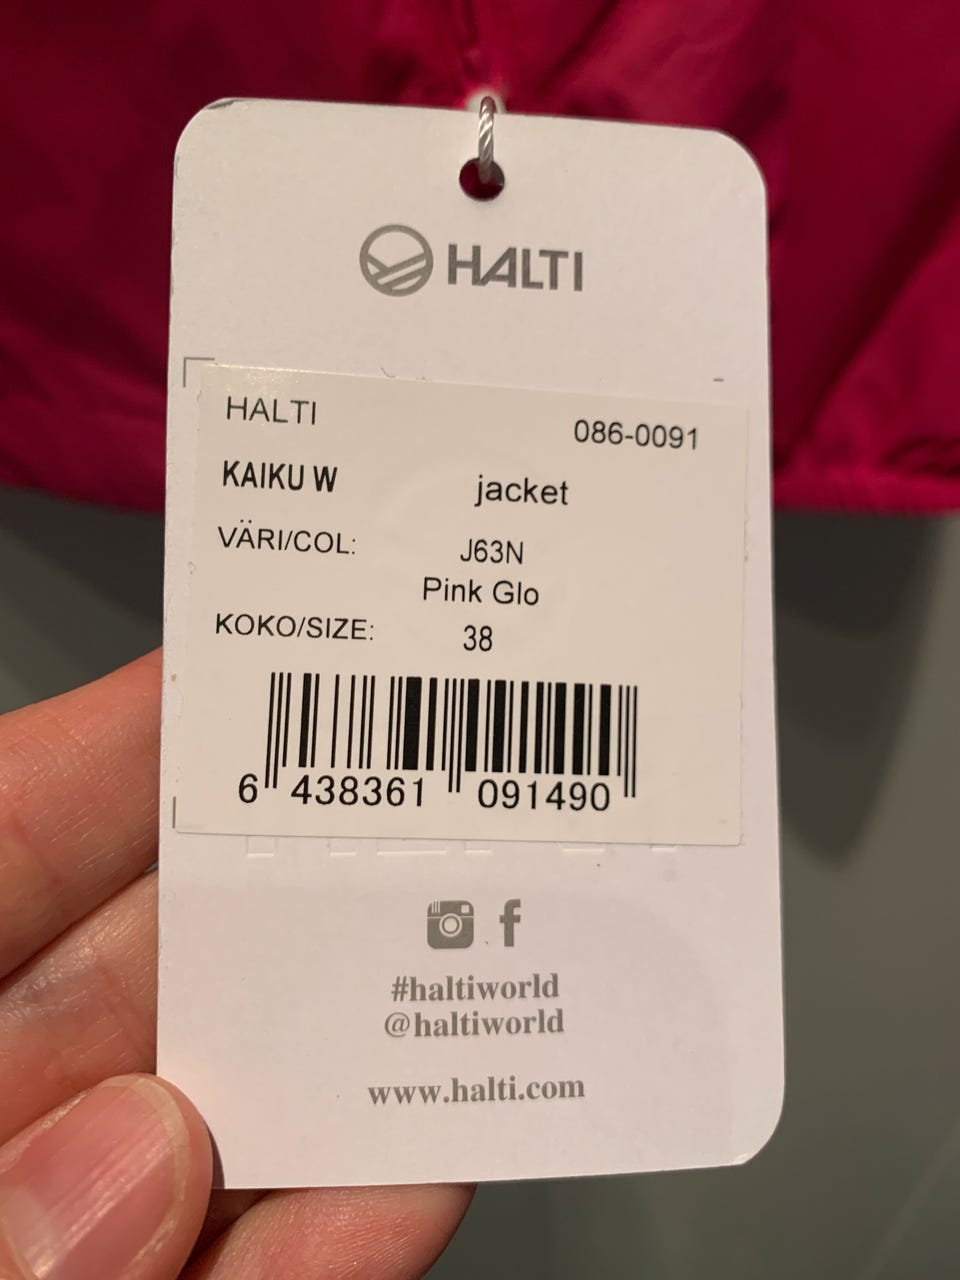 HALTI
HALTI 086-0091
KAIKU W jacket
VÄRI/COL: J63N
Pink Glo
KOKO/SIZE: 38
6 438361 091490
#haltiworld
@haltiworld
www.halti.com